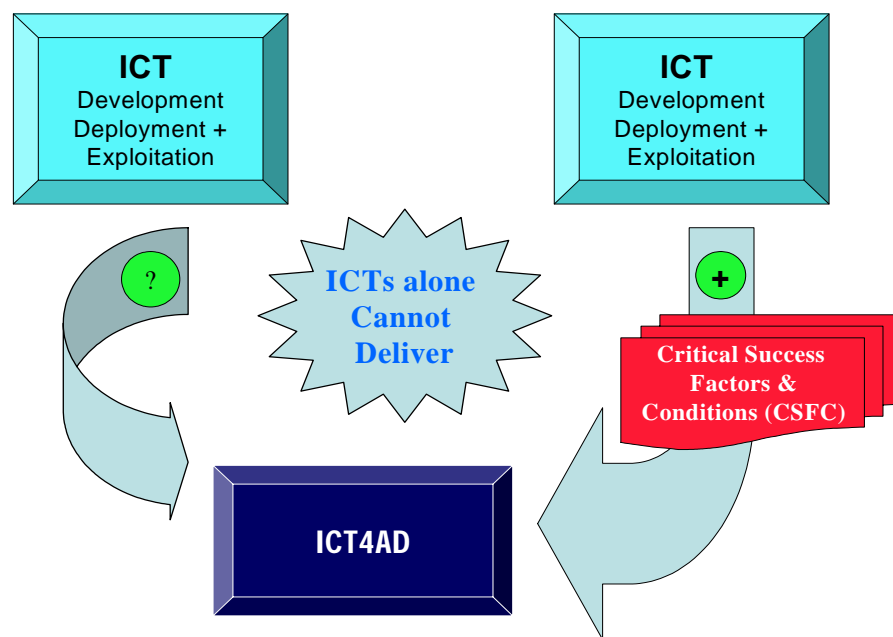 ICT
Development
Deployment +
Exploitation
ICT
Development
Deployment +
Exploitation
?
ICTs alone
Cannot
Deliver
+
Critical Success
Factors &
Conditions (CSFC)
ICT4AD